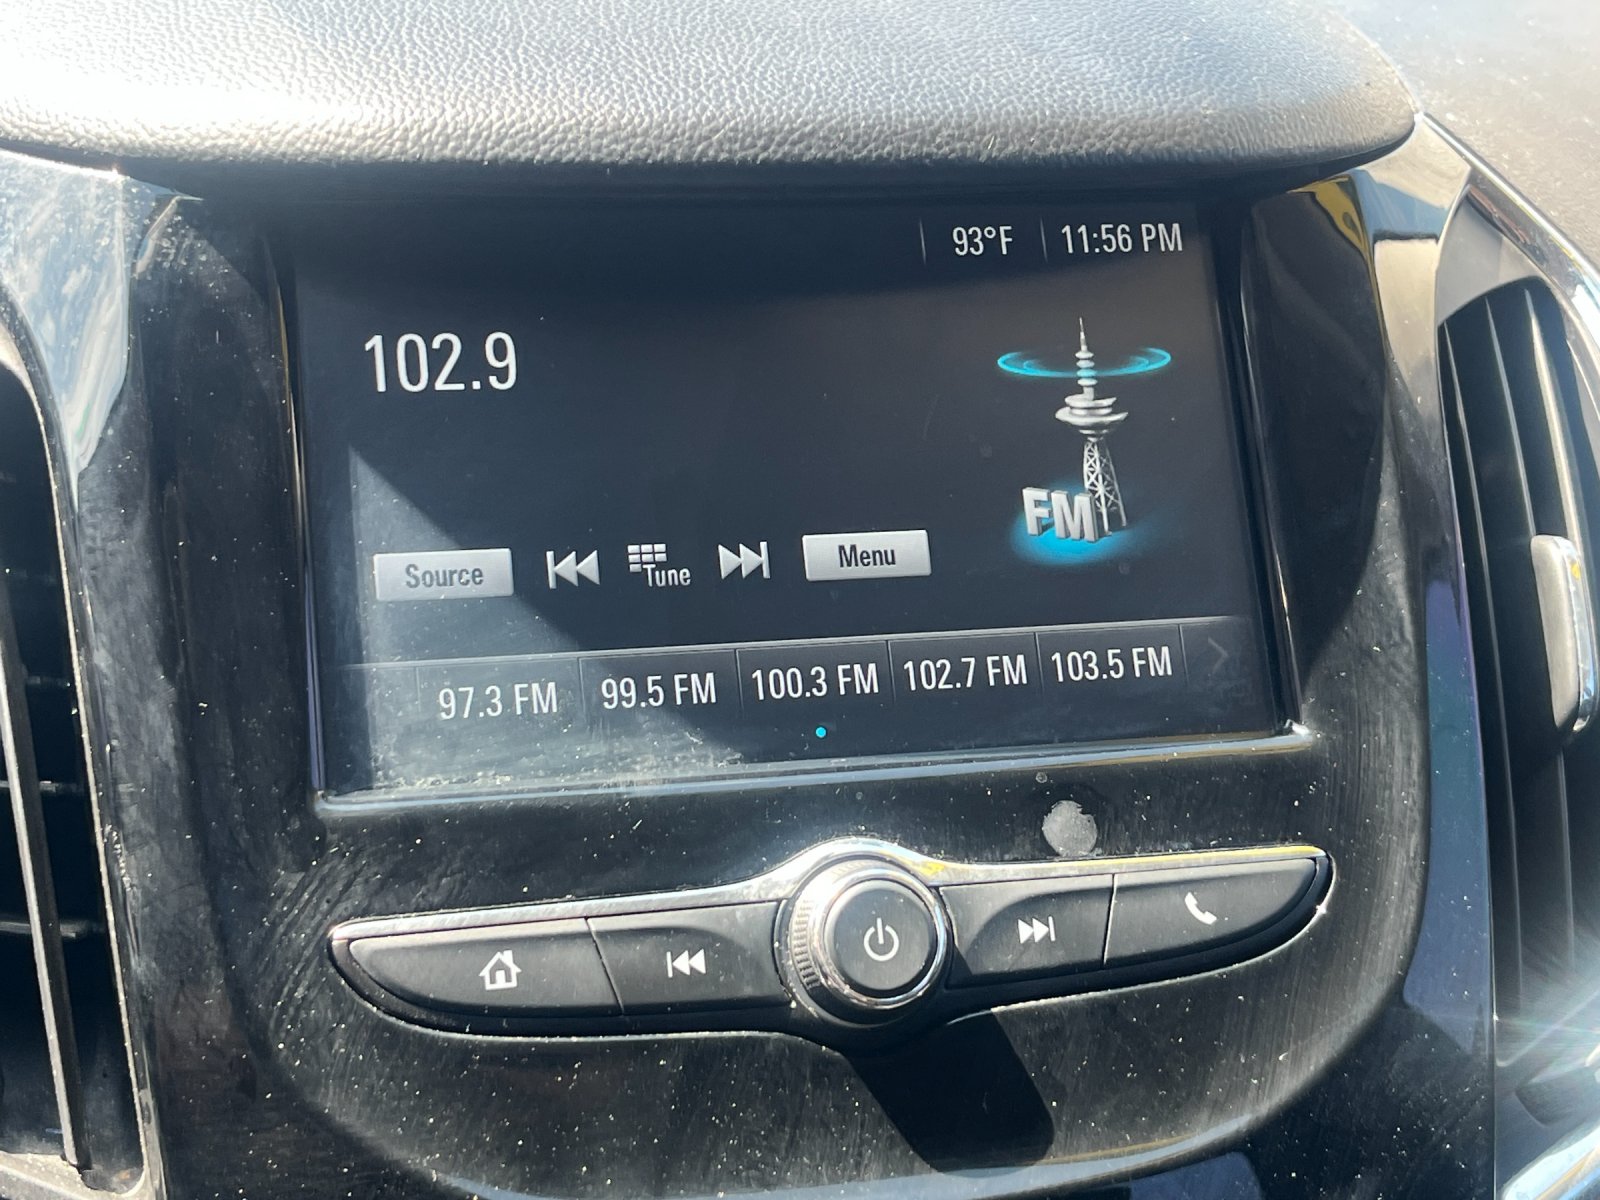 93°F 11:56 PM
102.9
FM
Source Tune Menu
97.3 FM 99.5 FM 100.3 FM 102.7 FM 103.5 FM